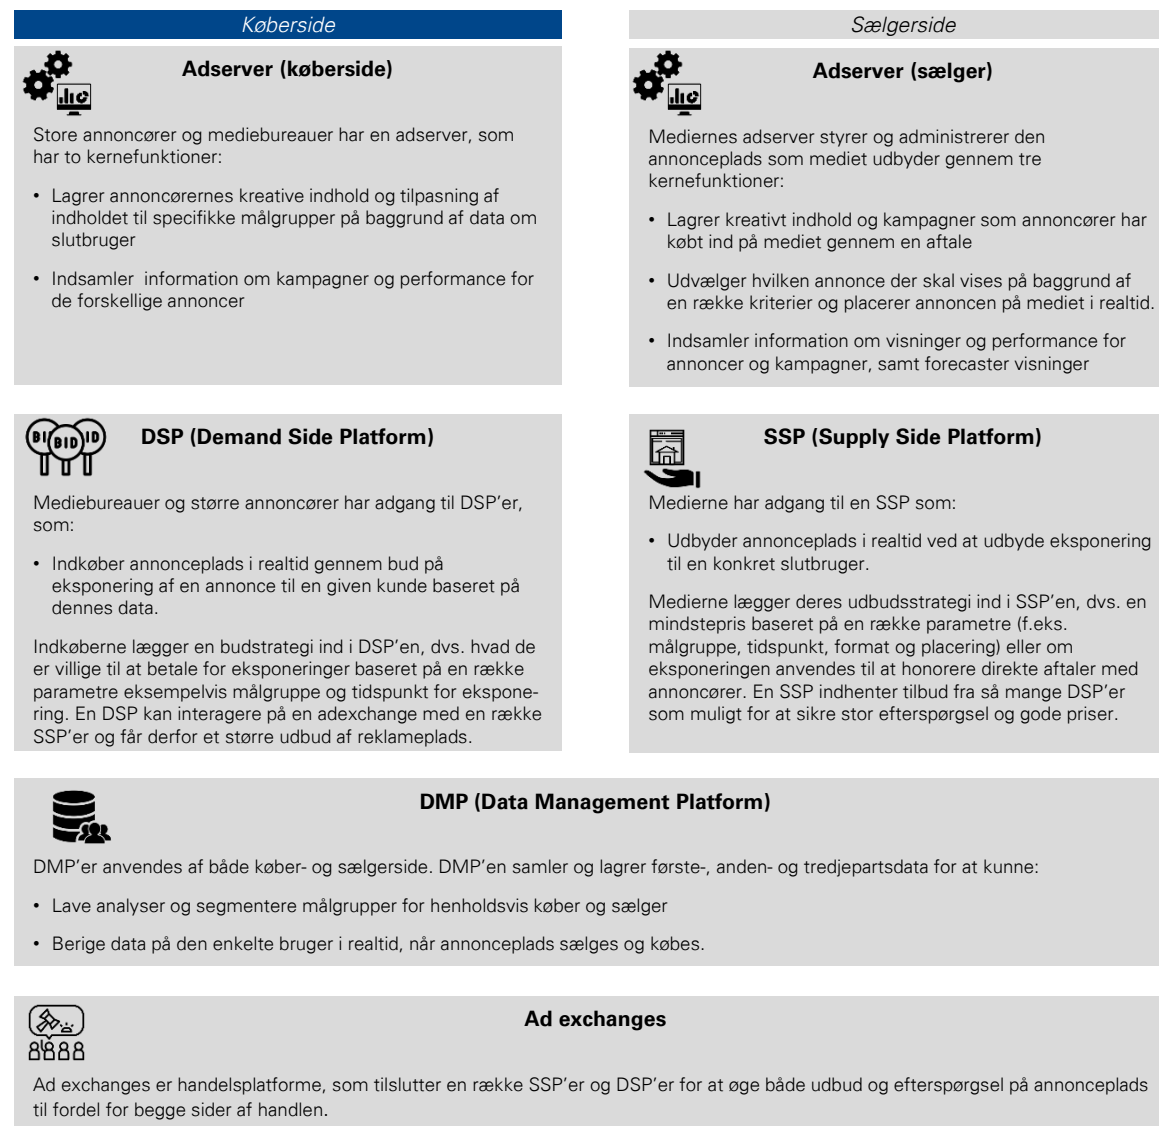 Køberside
Adserver (køberside)
Store annoncører og mediebureauer har en adserver, som
har to kernefunktioner:
• Lagrer annoncørernes kreative indhold og tilpasning af
indholdet til specifikke målgrupper på baggrund af data om
slutbruger
• Indsamler information om kampagner og performance for
de forskellige annoncer
Sælgerside
Adserver (sælger)
Mediernes adserver styrer og administrerer den
annonceplads som mediet udbyder gennem tre
kernefunktioner:
• Lagrer kreativt indhold og kampagner som annoncører har
købt ind på mediet gennem en aftale
• Udvælger hvilken annonce der skal vises på baggrund af
en række kriterier og placerer annoncen på mediet i realtid.
• Indsamler information om visninger og performance for
annoncer og kampagner, samt forecaster visninger
BI BID ID
DSP (Demand Side Platform)
Mediebureauer og større annoncører har adgang til DSP’er,
som:
• Indkøber annonceplads i realtid gennem bud på
eksponering af en annonce til en given kunde baseret på
dennes data.
Indkøberne lægger en budstrategi ind i DSP’en, dvs. hvad de
er villige til at betale for eksponeringer baseret på en række
parametre eksempelvis målgruppe og tidspunkt for ekspone-
ring. En DSP kan interagere på en adexchange med en række
SSP’er og får derfor et større udbud af reklameplads.
SSP (Supply Side Platform)
Medierne har adgang til en SSP som:
• Udbyder annonceplads i realtid ved at udbyde eksponering
til en konkret slutbruger.
Medierne lægger deres udbudsstrategi ind i SSP’en, dvs. en
mindstepris baseret på en række parametre (f.eks.
målgruppe, tidspunkt, format og placering) eller om
eksponeringen anvendes til at honorere direkte aftaler med
annoncører. En SSP indhenter tilbud fra så mange DSP’er
som muligt for at sikre stor efterspørgsel og gode priser.
DMP (Data Management Platform)
DMP’er anvendes af både køber- og sælgerside. DMP’en samler og lagrer første-, anden- og tredjepartsdata for at kunne:
• Lave analyser og segmentere målgrupper for henholdsvis køber og sælger
• Berige data på den enkelte bruger i realtid, når annonceplads sælges og købes.
Ad exchanges
Ad exchanges er handelsplatforme, som tilslutter en række SSP’er og DSP’er for at øge både udbud og efterspørgsel på annonceplads
til fordel for begge sider af handlen.